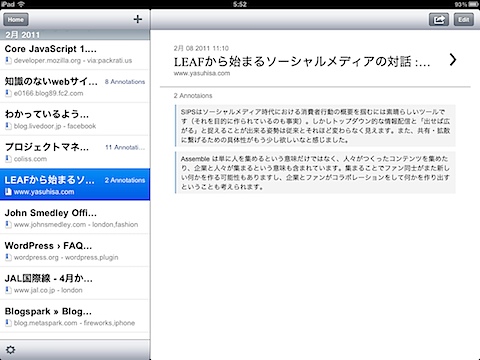 iPad
5:52
93%
Home
Edit
2月 2011
Core JavaScript 1....
developer.mozilla.org - via:packrati.us
知識のないwebサイ...
e0166.blog89.fc2.com
8 Annotations
わかっているよう...
blog.livedoor.jp - facebook
プロジェクトマネ...
coliss.com
11 Annotati...
LEAFから始まるソ...
www.yasuhisa.com
2 Annotations
John Smedley Offi...
www.johnsmedley.com - london,fashion
WordPress › FAQ...
wordpress.org - wordpress,plugin
JAL国際線 - 4月か...
www.jal.co.jp - london
Blogspark » Blog...
blog.metaspark.com - fireworks,iphone
2月 08 2011 11:10
LEAFから始まるソーシャルメディアの対話 :...
2 Annotaions
SIPSはソーシャルメディア時代における消費者行動の概要を掴むには素晴らしいツールで
す（それを目的に作られているのも事実）。しかしトップダウン的な情報配信と「出せば広
がる」と捉えることが出来る姿勢は従来とそれほど変わらなく見えます。また、共有・拡散
に繋げるための具体性がもう少し欲しいなと感じました。
Assemble は単に人を集めるという意味だけではなく、人々がつくったコンテンツを集めた
り、企業と人々が集まるという意味も含まれています。集まることでファン同士がまた新し
い何かを作る可能性もありますし、企業とファンがコラボレーションをして何かを作り出す
ということも考えられます。